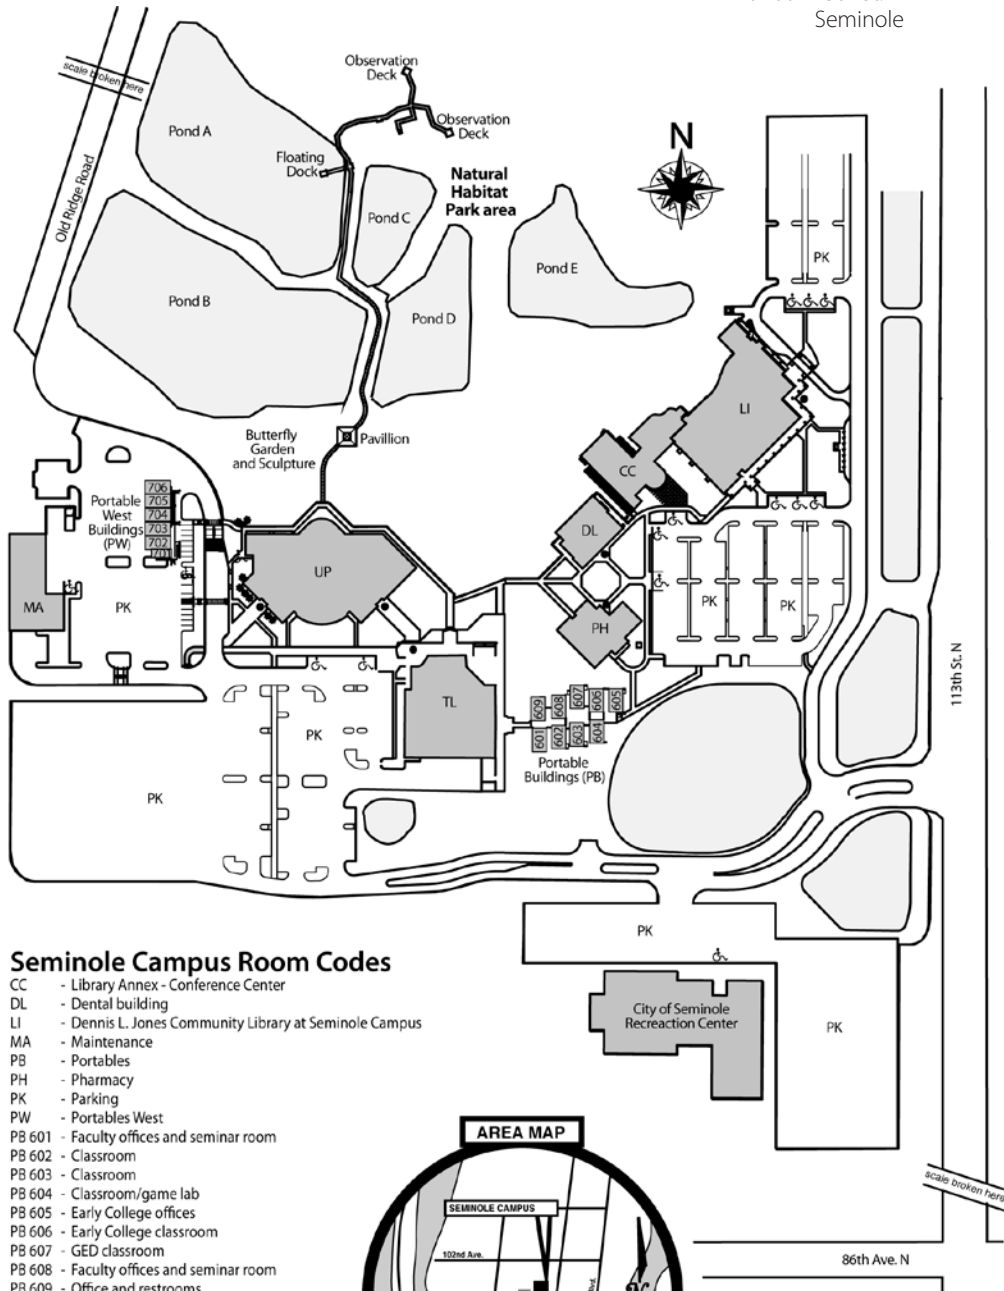 Seminole
scale broken here
Old Ridge Road
Pond A
Observation
Deck
Observation
Deck
Floating
Dock
Natural
Habitat
Park area
N
Pond C
Pond B
Pond D
Pond E
PK
LI
CC
DL
PH
PK
PK
113th St. N
Butterfly
Garden
and Sculpture
Pavillion
Portable
West
Buildings
(PW)
706
705
704
703
702
701
MA
PK
UP
TL
PK
PK
609
608
607
606
605
601
602
603
604
Portable
Buildings (PB)
PK
City of Seminole
Recreaction Center
PK
scale broken here
86th Ave. N
Seminole Campus Room Codes
CC - Library Annex - Conference Center
DL - Dental building
LI - Dennis L. Jones Community Library at Seminole Campus
MA - Maintenance
PB - Portables
PH - Pharmacy
PK - Parking
PW - Portables West
PB 601 - Faculty offices and seminar room
PB 602 - Classroom
PB 603 - Classroom
PB 604 - Classroom/game lab
PB 605 - Early College offices
PB 606 - Early College classroom
PB 607 - GED classroom
PB 608 - Faculty offices and seminar room
PB 609 - Office and restrooms
AREA MAP
SEMINOLE CAMPUS
102nd Ave.